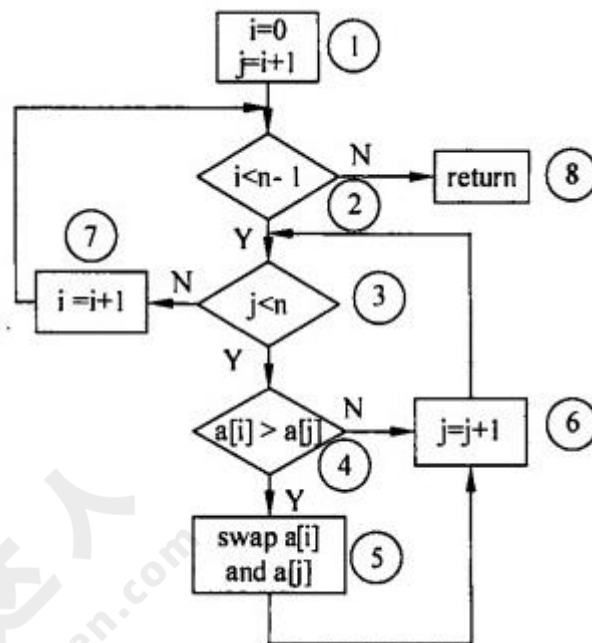 i=0
j=i+1
1
i<n-1
N
return
8
2
Y
7
i =i+1
N
j<n
3
Y
a[i] > a[j]
N
j=j+1
6
4
Y
swap a[i]
and a[j]
5